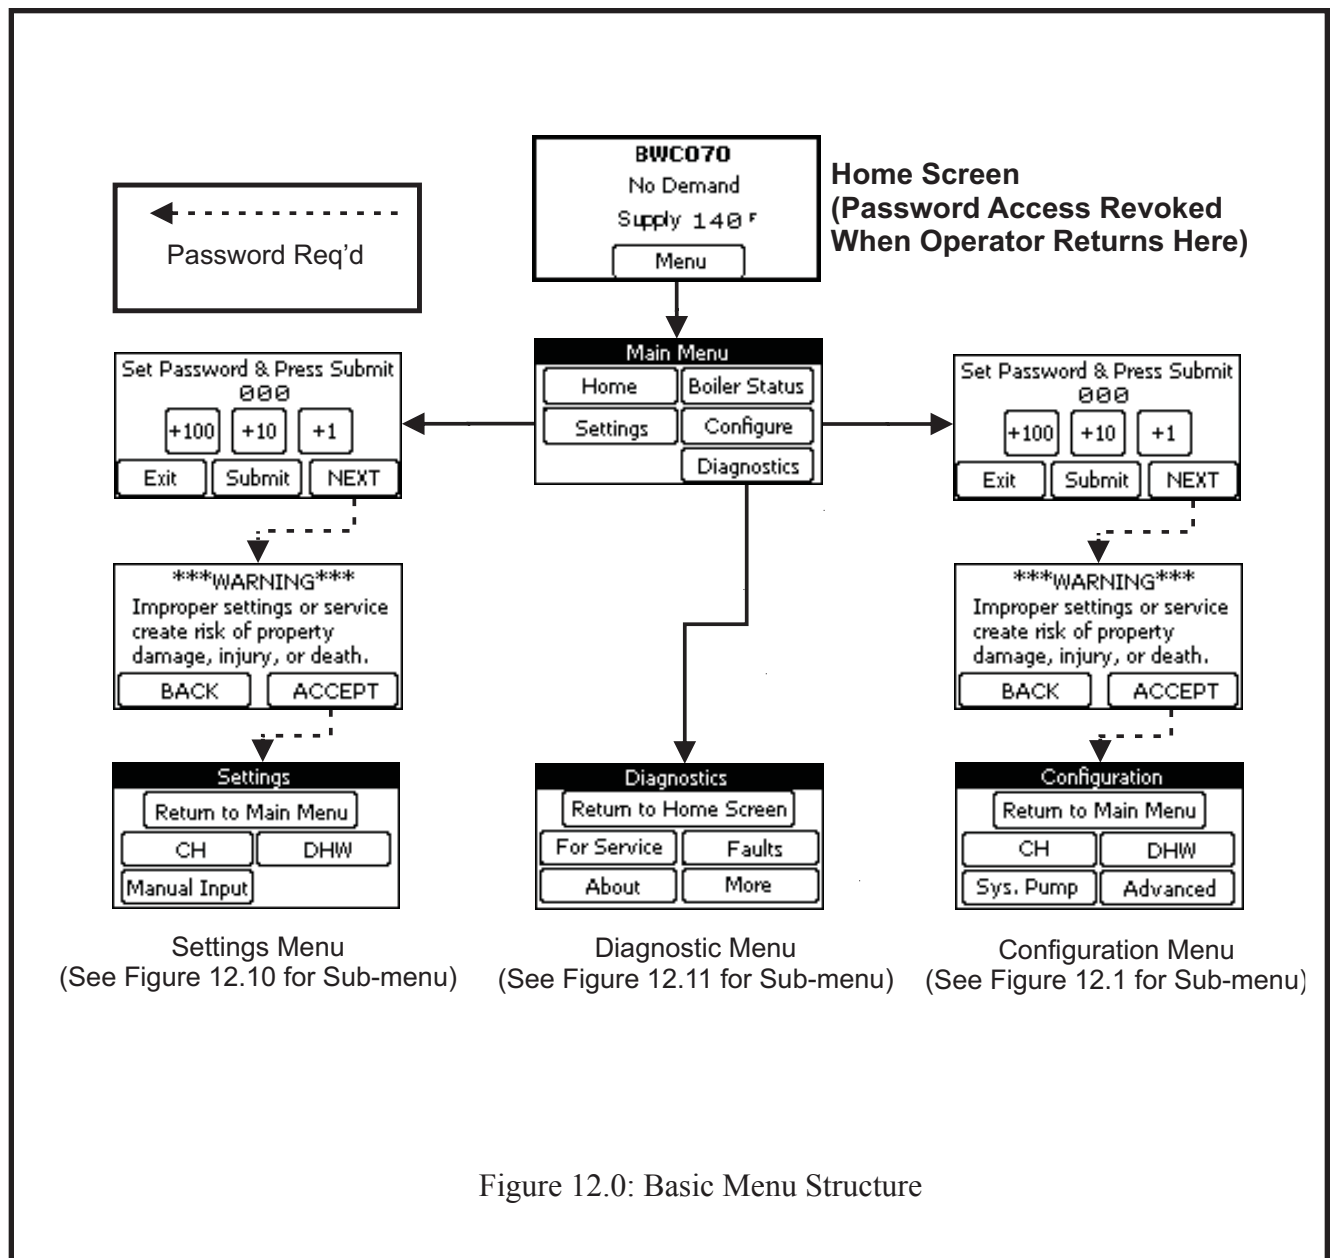 BWC070
No Demand
Supply 140 F
Menu
Home Screen
(Password Access Revoked
When Operator Returns Here)
Password Req'd
Main Menu
Home
Boiler Status
Settings
Configure
Diagnostics
Set Password & Press Submit
000
+100
+10
+1
Exit
Submit
NEXT
Set Password & Press Submit
000
+100
+10
+1
Exit
Submit
NEXT
***WARNING***
Improper settings or service
create risk of property
damage, injury, or death.
BACK
ACCEPT
***WARNING***
Improper settings or service
create risk of property
damage, injury, or death.
BACK
ACCEPT
Settings
Return to Main Menu
CH
DHW
Manual Input
Settings Menu
(See Figure 12.10 for Sub-menu)
Diagnostics
Return to Home Screen
For Service
Faults
About
More
Diagnostic Menu
(See Figure 12.11 for Sub-menu)
Configuration
Return to Main Menu
CH
DHW
Sys. Pump
Advanced
Configuration Menu
(See Figure 12.1 for Sub-menu)
Figure 12.0: Basic Menu Structure